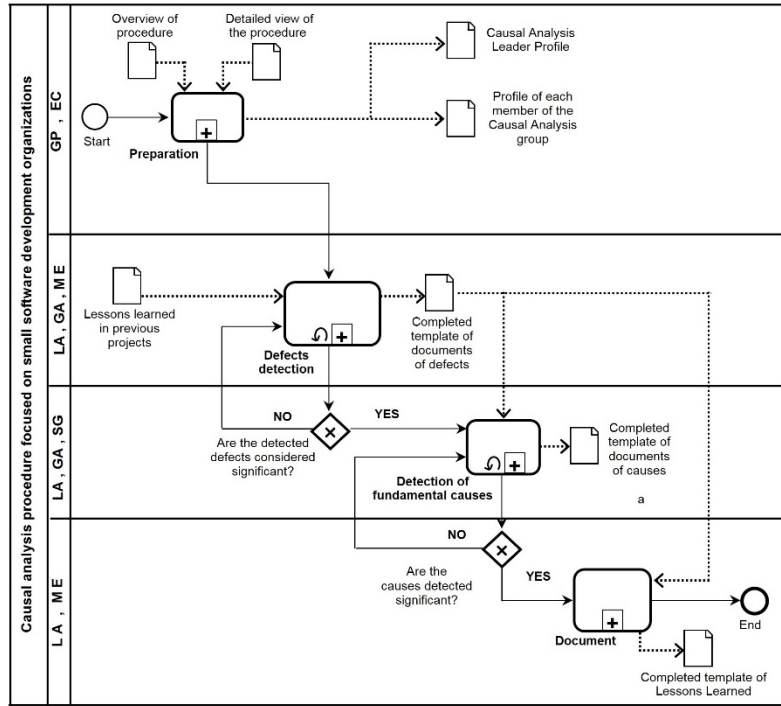 Causal analysis procedure focused on small software development organizations
GP , EC
Overview of
procedure
Detailed view of
the procedure
Causal Analysis
Leader Profile
Profile of each
member of the
Causal Analysis
group
Start
Preparation
LA , GA , ME
Lessons learned
in previous
projects
Defects
detection
Completed
template of
documents
of defects
LA , GA , SG
NO
YES
Are the detected
defects considered
significant?
Detection of
fundamental causes
Completed
template of
documents
of causes
a
LA , ME
NO
YES
Are the
causes detected
significant?
Document
End
Completed template of
Lessons Learned